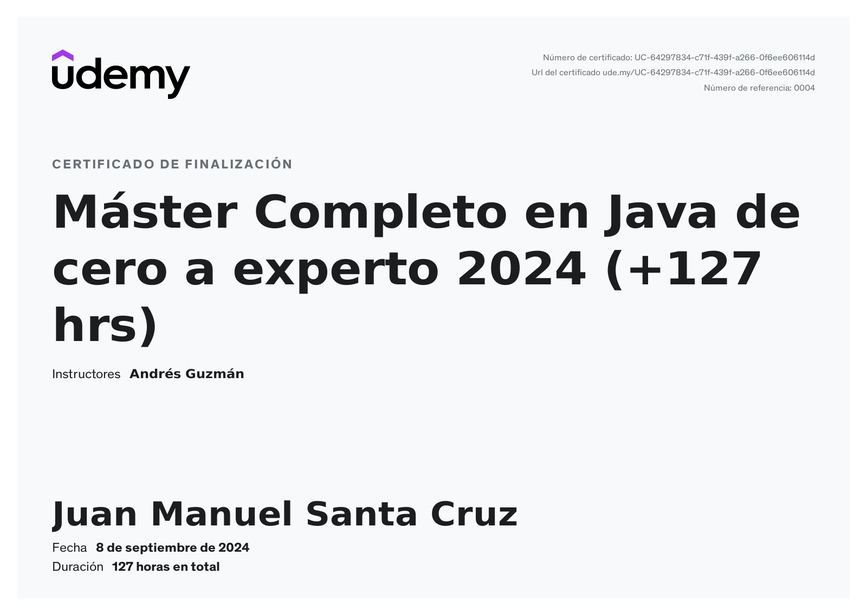 udemy
Número de certificado: UC-64297834-c71f-439f-a266-0f6ee606114d
Url del certificado ude.my/UC-64297834-c71f-439f-a266-0f6ee606114d
Número de referencia: 0004
CERTIFICADO DE FINALIZACIÓN
Máster Completo en Java de
cero a experto 2024 (+127
hrs)
Instructores Andrés Guzmán
Juan Manuel Santa Cruz
Fecha 8 de septiembre de 2024
Duración 127 horas en total